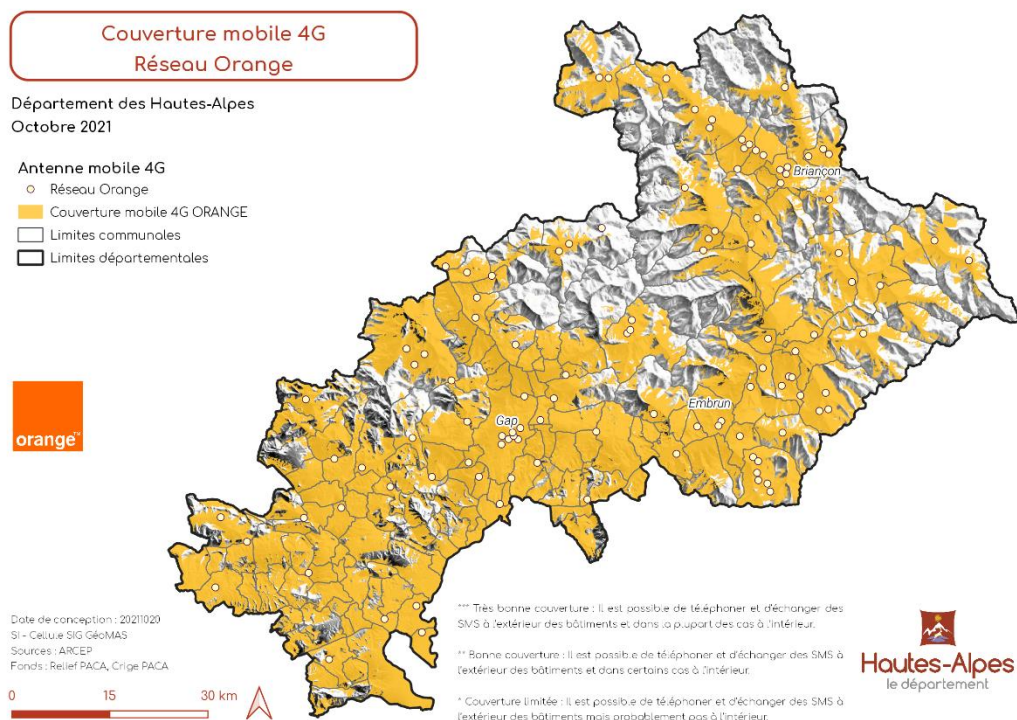 Couverture mobile 4G
Réseau Orange
Département des Hautes-Alpes
Octobre 2021
Antenne mobile 4G
Réseau Orange
Couverture mobile 4G ORANGE
Limites communales
Limites départementales
Briançon
Embrun
Gap
orange™
Date de conception : 20211020
SI - Cellule SIG GéoMAS
Sources : ARCEP
Fonds : Relief PACA, Crige PACA
0 15 30 km
*** Très bonne couverture : Il est possible de téléphoner et d'échanger des
SMS à l'extérieur des bâtiments et dans la plupart des cas à l'intérieur.
** Bonne couverture : Il est possible de téléphoner et d'échanger des SMS à
l'extérieur des bâtiments et dans certains cas à l'intérieur.
* Couverture limitée : Il est possible de téléphoner et d'échanger des SMS à
l'extérieur des bâtiments mais probablement pas à l'intérieur.
Hautes-Alpes
le département